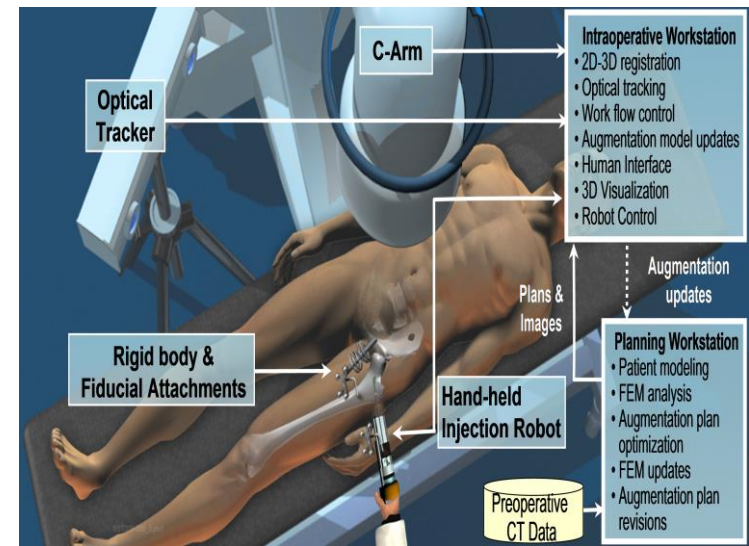 C-Arm
Optical
Tracker
Intraoperative Workstation
• 2D-3D registration
• Optical tracking
• Work flow control
• Augmentation model updates
• Human Interface
• 3D Visualization
• Robot Control
Plans &
Images
Augmentation
updates
Rigid body &
Fiducial Attachments
Hand-held
Injection Robot
Planning Workstation
• Patient modeling
• FEM analysis
• Augmentation plan
optimization
• FEM updates
• Augmentation plan
revisions
Preoperative
CT Data